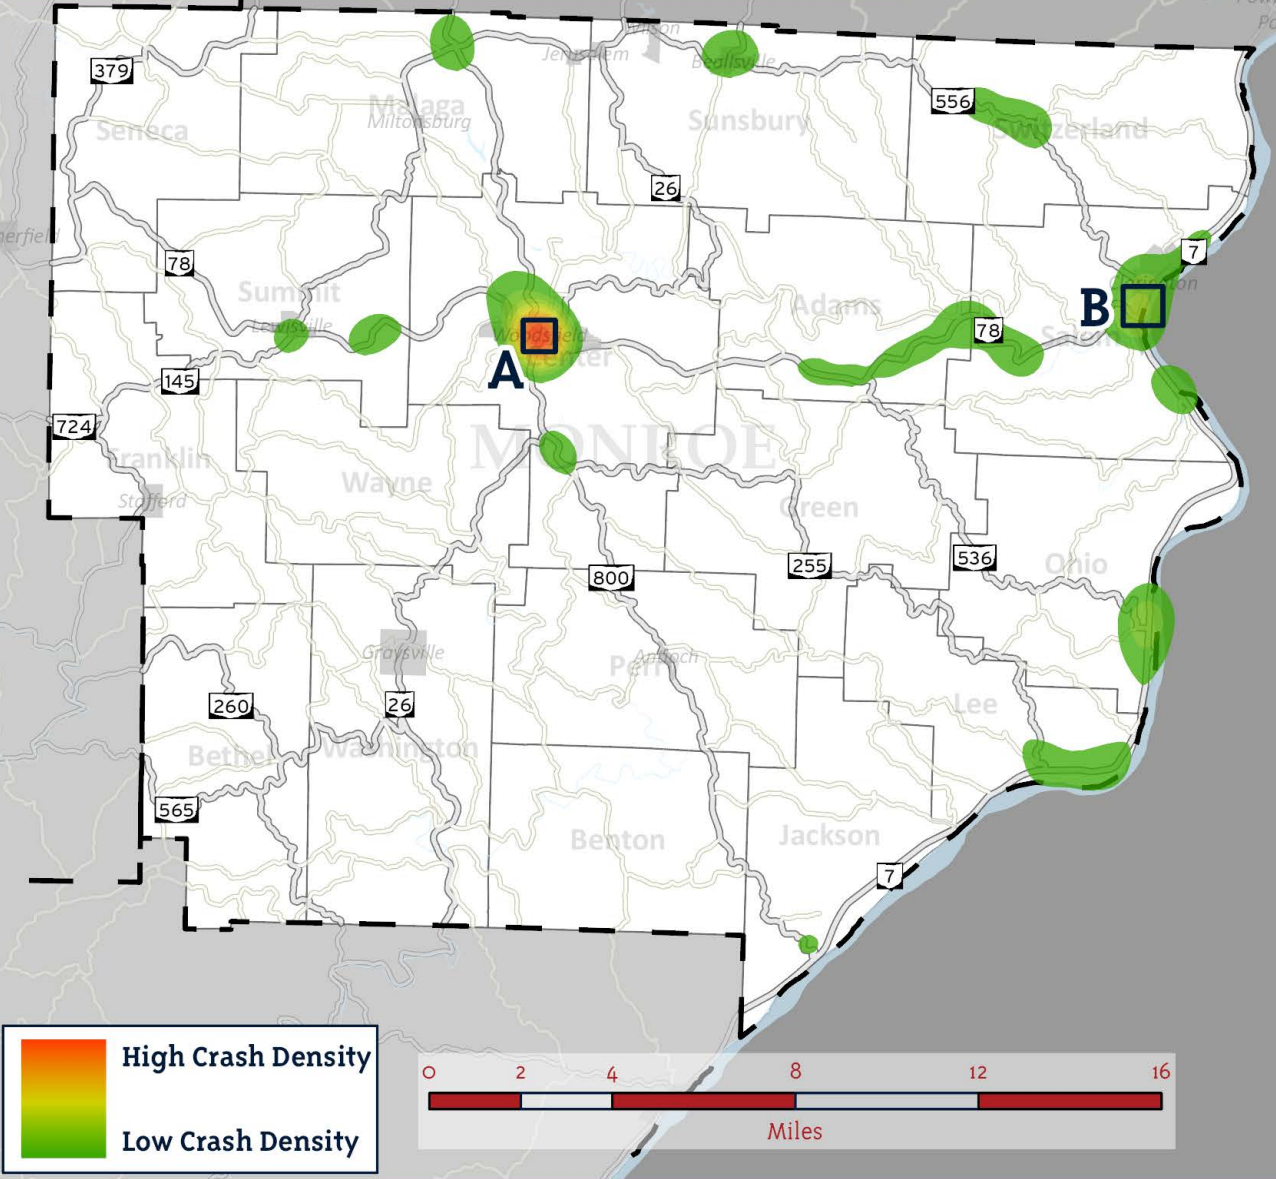 Wilson
Jerusalem
Beallsville
379
Malaga
Miltonsburg
556
Seneca
Sunsbury
Switzerland
26
7
78
Summit
Lewisville
Adams
B
78
Salem
Woodsfield
Center
A
145
724
MONROE
Franklin
Wayne
Stafford
Green
255
536
Ohio
800
Graysville
Antioch
Perry
260
26
Lee
Bethel
Washington
565
Benton
Jackson
7
High Crash Density
Low Crash Density
0 2 4 8 12 16
Miles